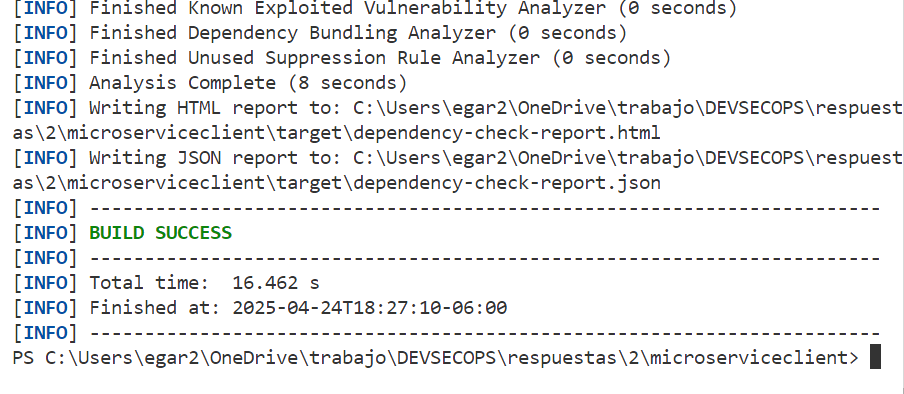 [INFO] Finished Known Exploited Vulnerability Analyzer (0 seconds)
[INFO] Finished Dependency Bundling Analyzer (0 seconds)
[INFO] Finished Unused Suppression Rule Analyzer (0 seconds)
[INFO] Analysis Complete (8 seconds)
[INFO] Writing HTML report to: C:\Users\egar2\OneDrive\trabajo\DEVSECOPS\respuest
as\2\microserviceclient\target\dependency-check-report.html
[INFO] Writing JSON report to: C:\Users\egar2\OneDrive\trabajo\DEVSECOPS\respuest
as\2\microserviceclient\target\dependency-check-report.json
[INFO] ------------------------------------------------------------------------
[INFO] BUILD SUCCESS
[INFO] ------------------------------------------------------------------------
[INFO] Total time:  16.462 s
[INFO] Finished at: 2025-04-24T18:27:10-06:00
[INFO] ------------------------------------------------------------------------
PS C:\Users\egar2\OneDrive\trabajo\DEVSECOPS\respuestas\2\microserviceclient>